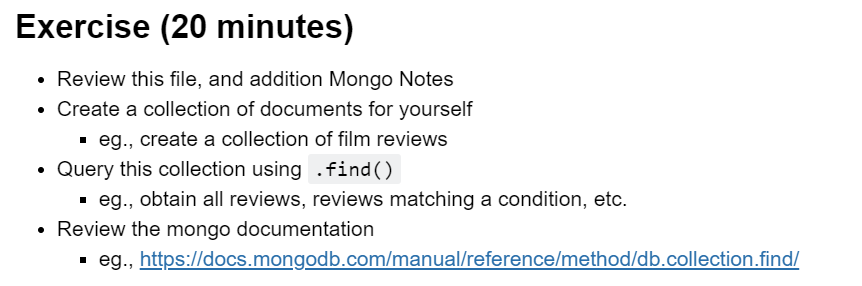 Exercise (20 minutes)
Review this file, and addition Mongo Notes
Create a collection of documents for yourself
eg., create a collection of film reviews
Query this collection using .find()
eg., obtain all reviews, reviews matching a condition, etc.
Review the mongo documentation
eg., https://docs.mongodb.com/manual/reference/method/db.collection.find/